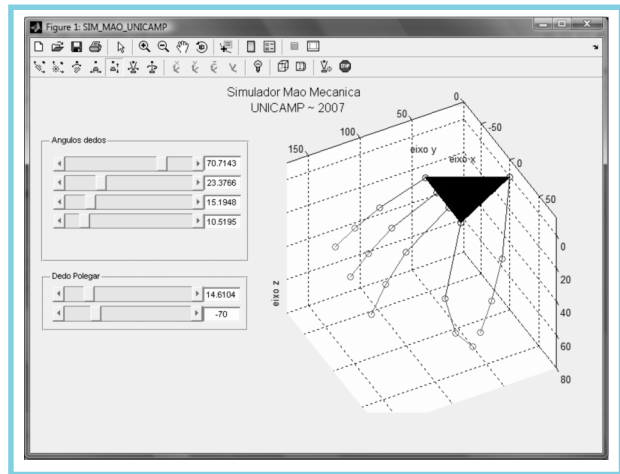 Figure 1: SIM_MAO_UNICAMP
Simulador Mao Mecanica
UNICAMP ~ 2007
Angulos dedos
70.7143
23.3766
15.1948
10.5195
Dedo Polegar
14.6104
-70
0
50
100
150
-50
0
50
eixo y
eixo x
eixo z
0
20
40
60
80
STOP